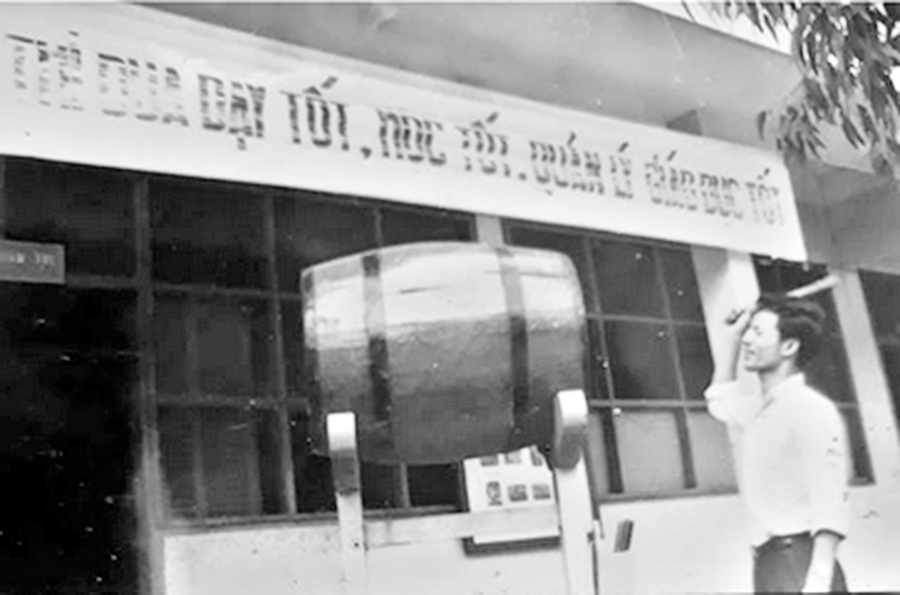 THI ĐUA DẠY TỐT, HỌC TỐT. QUẢN LÝ GIÁO DỤC TỐT